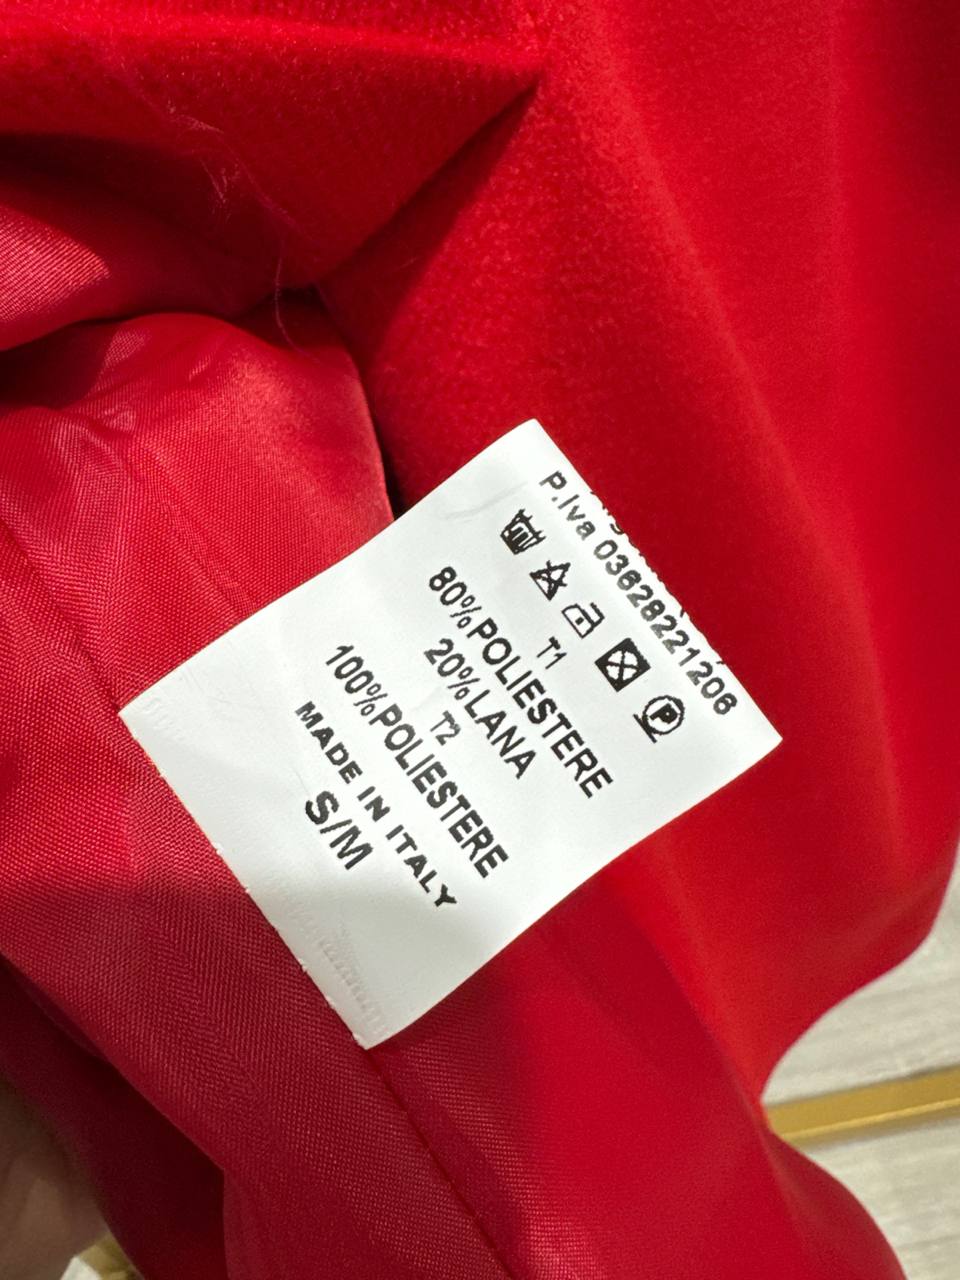 P.Iva 03628221206
P
T1
80%POLIESTERE
20%LANA
T2
100%POLIESTERE
MADE IN ITALY
S/M